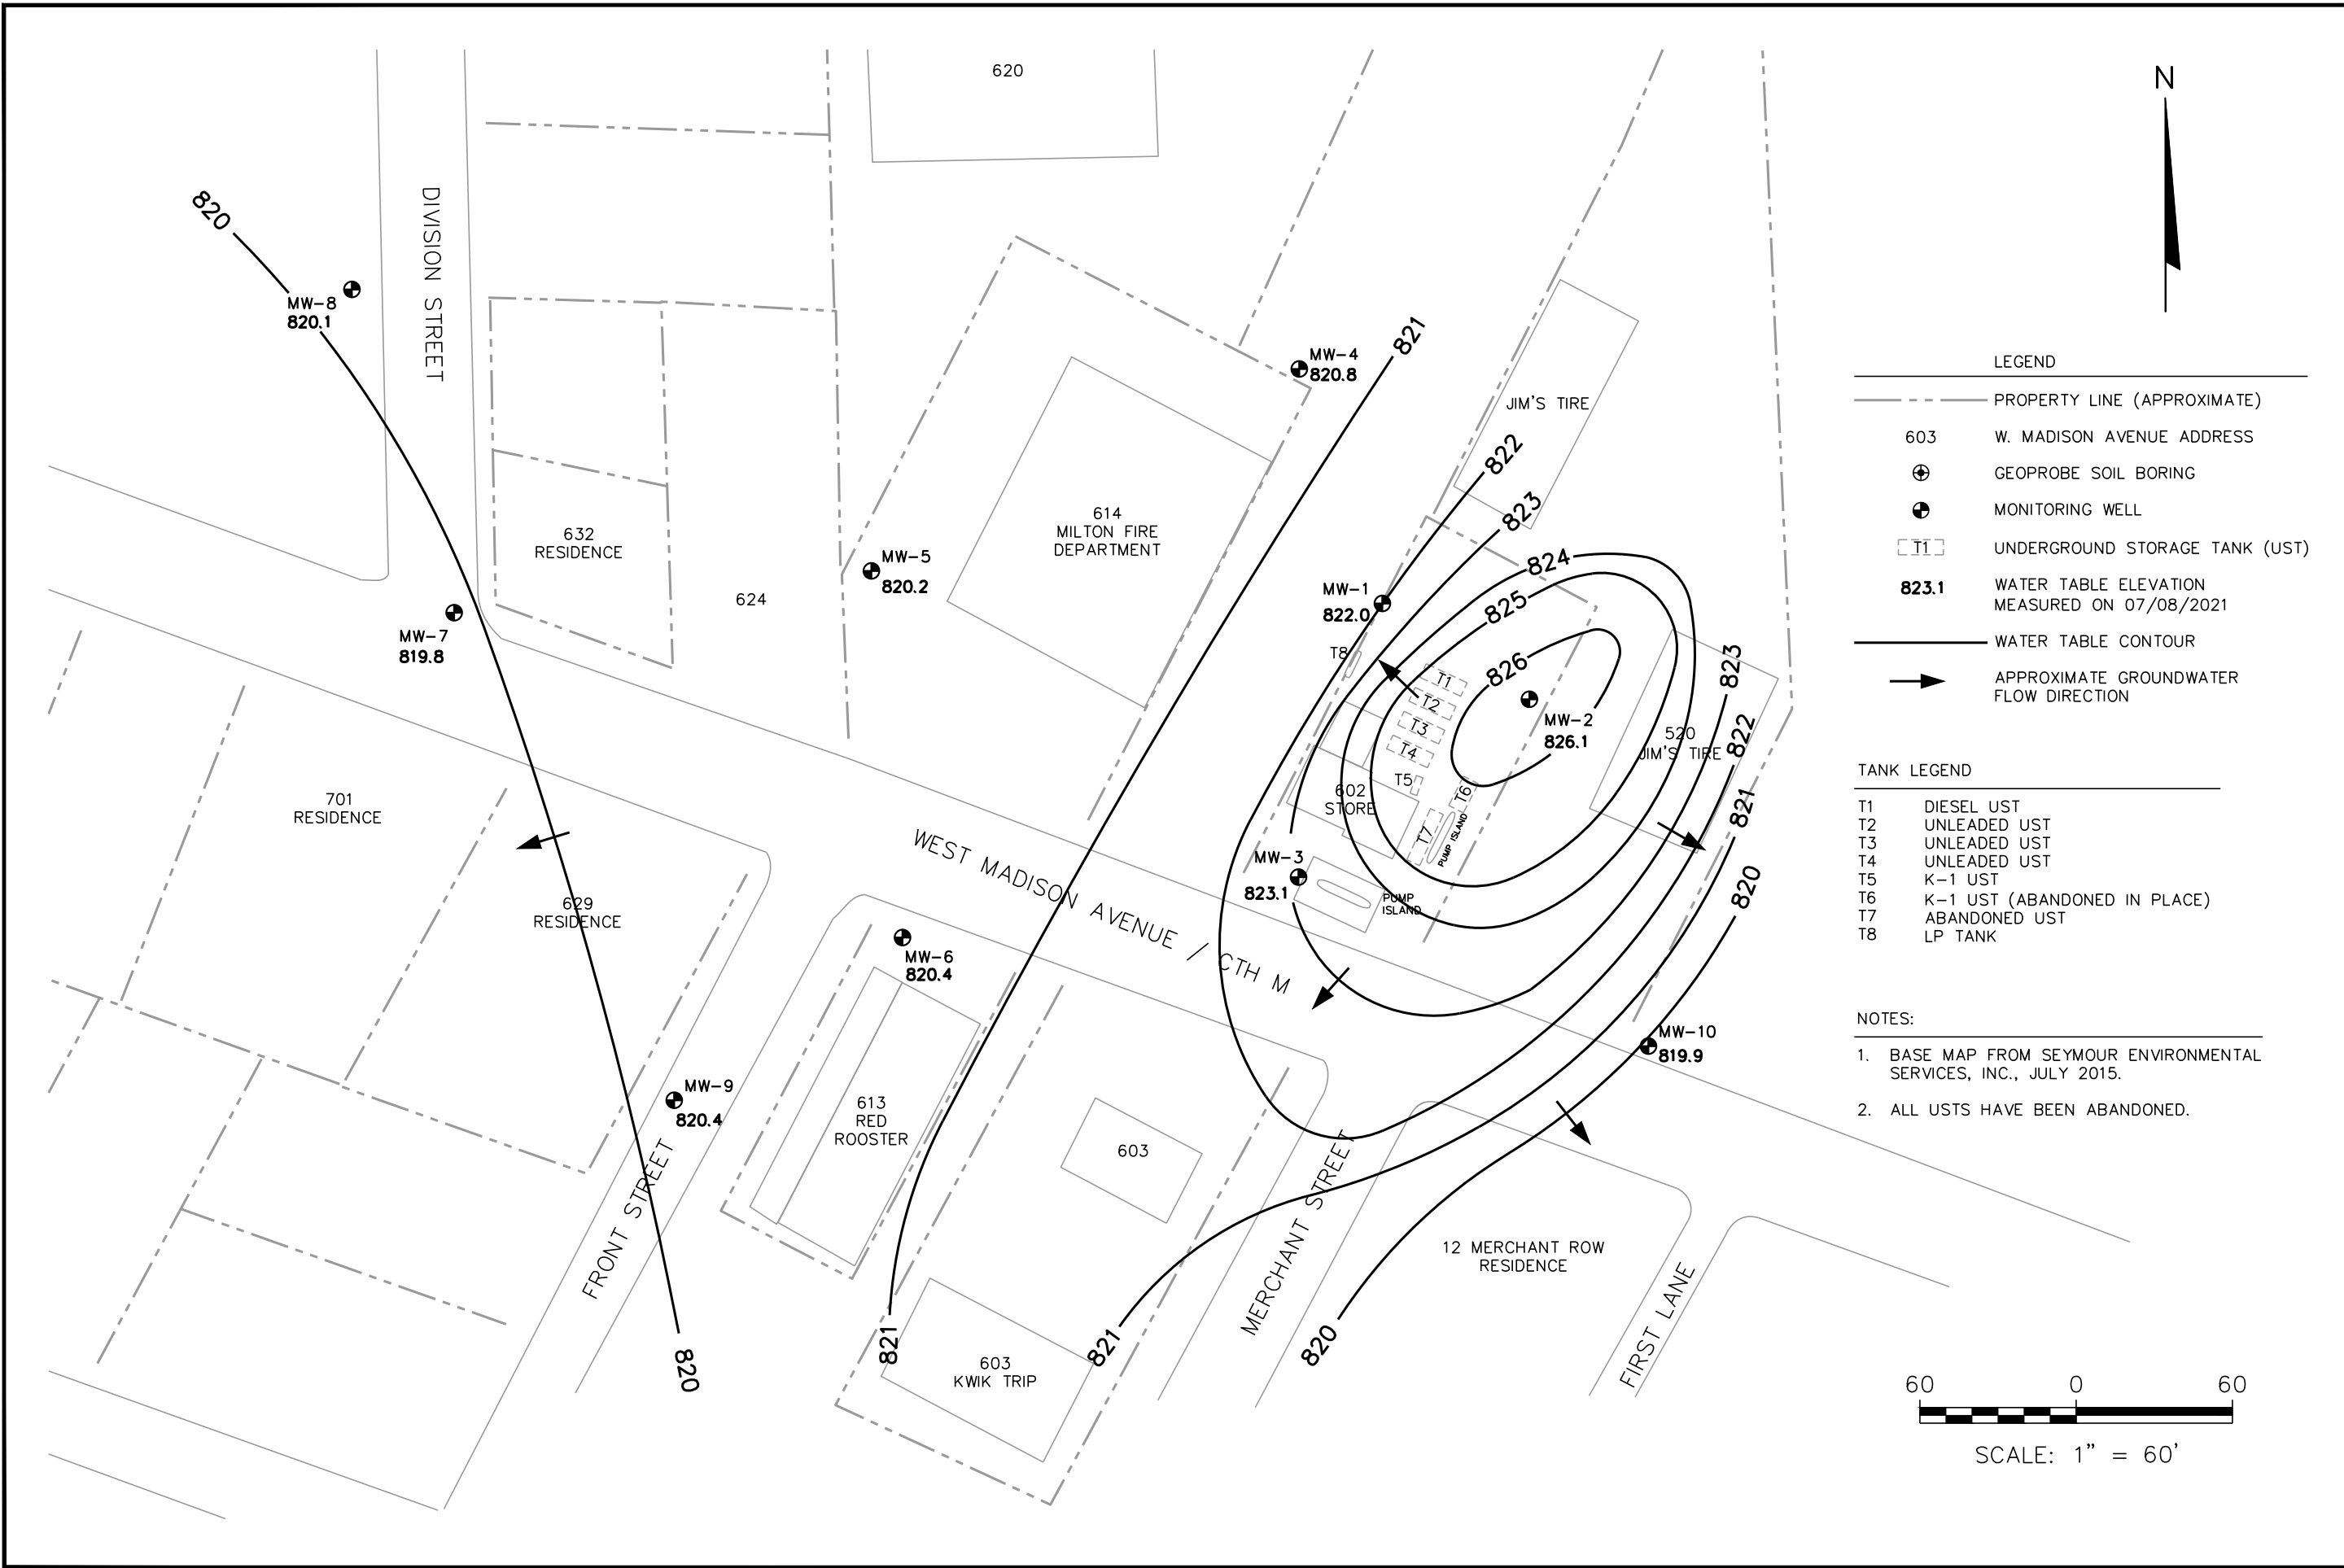 620
N
820
DIVISION STREET
MW-8
820.1
821
MW-4
820.8
JIM'S TIRE
822
823
824
825
826
614
MILTON FIRE
DEPARTMENT
632
RESIDENCE
624
MW-5
820.2
MW-1
822.0
MW-7
819.8
T8
T1
T2
T3
T4
T5
T6
T7
MW-2
826.1
520
JIM'S TIRE
823
822
821
820
602
STORE
PUMP ISLAND
701
RESIDENCE
WEST MADISON AVENUE / CTH M
MW-3
823.1
PUMP
ISLAND
629
RESIDENCE
MW-6
820.4
MW-10
819.9
MW-9
820.4
613
RED
ROOSTER
603
FRONT STREET
MERCHANT STREET
12 MERCHANT ROW
RESIDENCE
FIRST LANE
820
821
603
KWIK TRIP
821
820
LEGEND
PROPERTY LINE (APPROXIMATE)
603 W. MADISON AVENUE ADDRESS
GEOPROBE SOIL BORING
MONITORING WELL
T1 UNDERGROUND STORAGE TANK (UST)
823.1 WATER TABLE ELEVATION
MEASURED ON 07/08/2021
WATER TABLE CONTOUR
APPROXIMATE GROUNDWATER
FLOW DIRECTION
TANK LEGEND
T1 DIESEL UST
T2 UNLEADED UST
T3 UNLEADED UST
T4 UNLEADED UST
T5 K-1 UST
T6 K-1 UST (ABANDONED IN PLACE)
T7 ABANDONED UST
T8 LP TANK
NOTES:
1. BASE MAP FROM SEYMOUR ENVIRONMENTAL
SERVICES, INC., JULY 2015.
2. ALL USTS HAVE BEEN ABANDONED.
60 0 60
SCALE: 1" = 60'